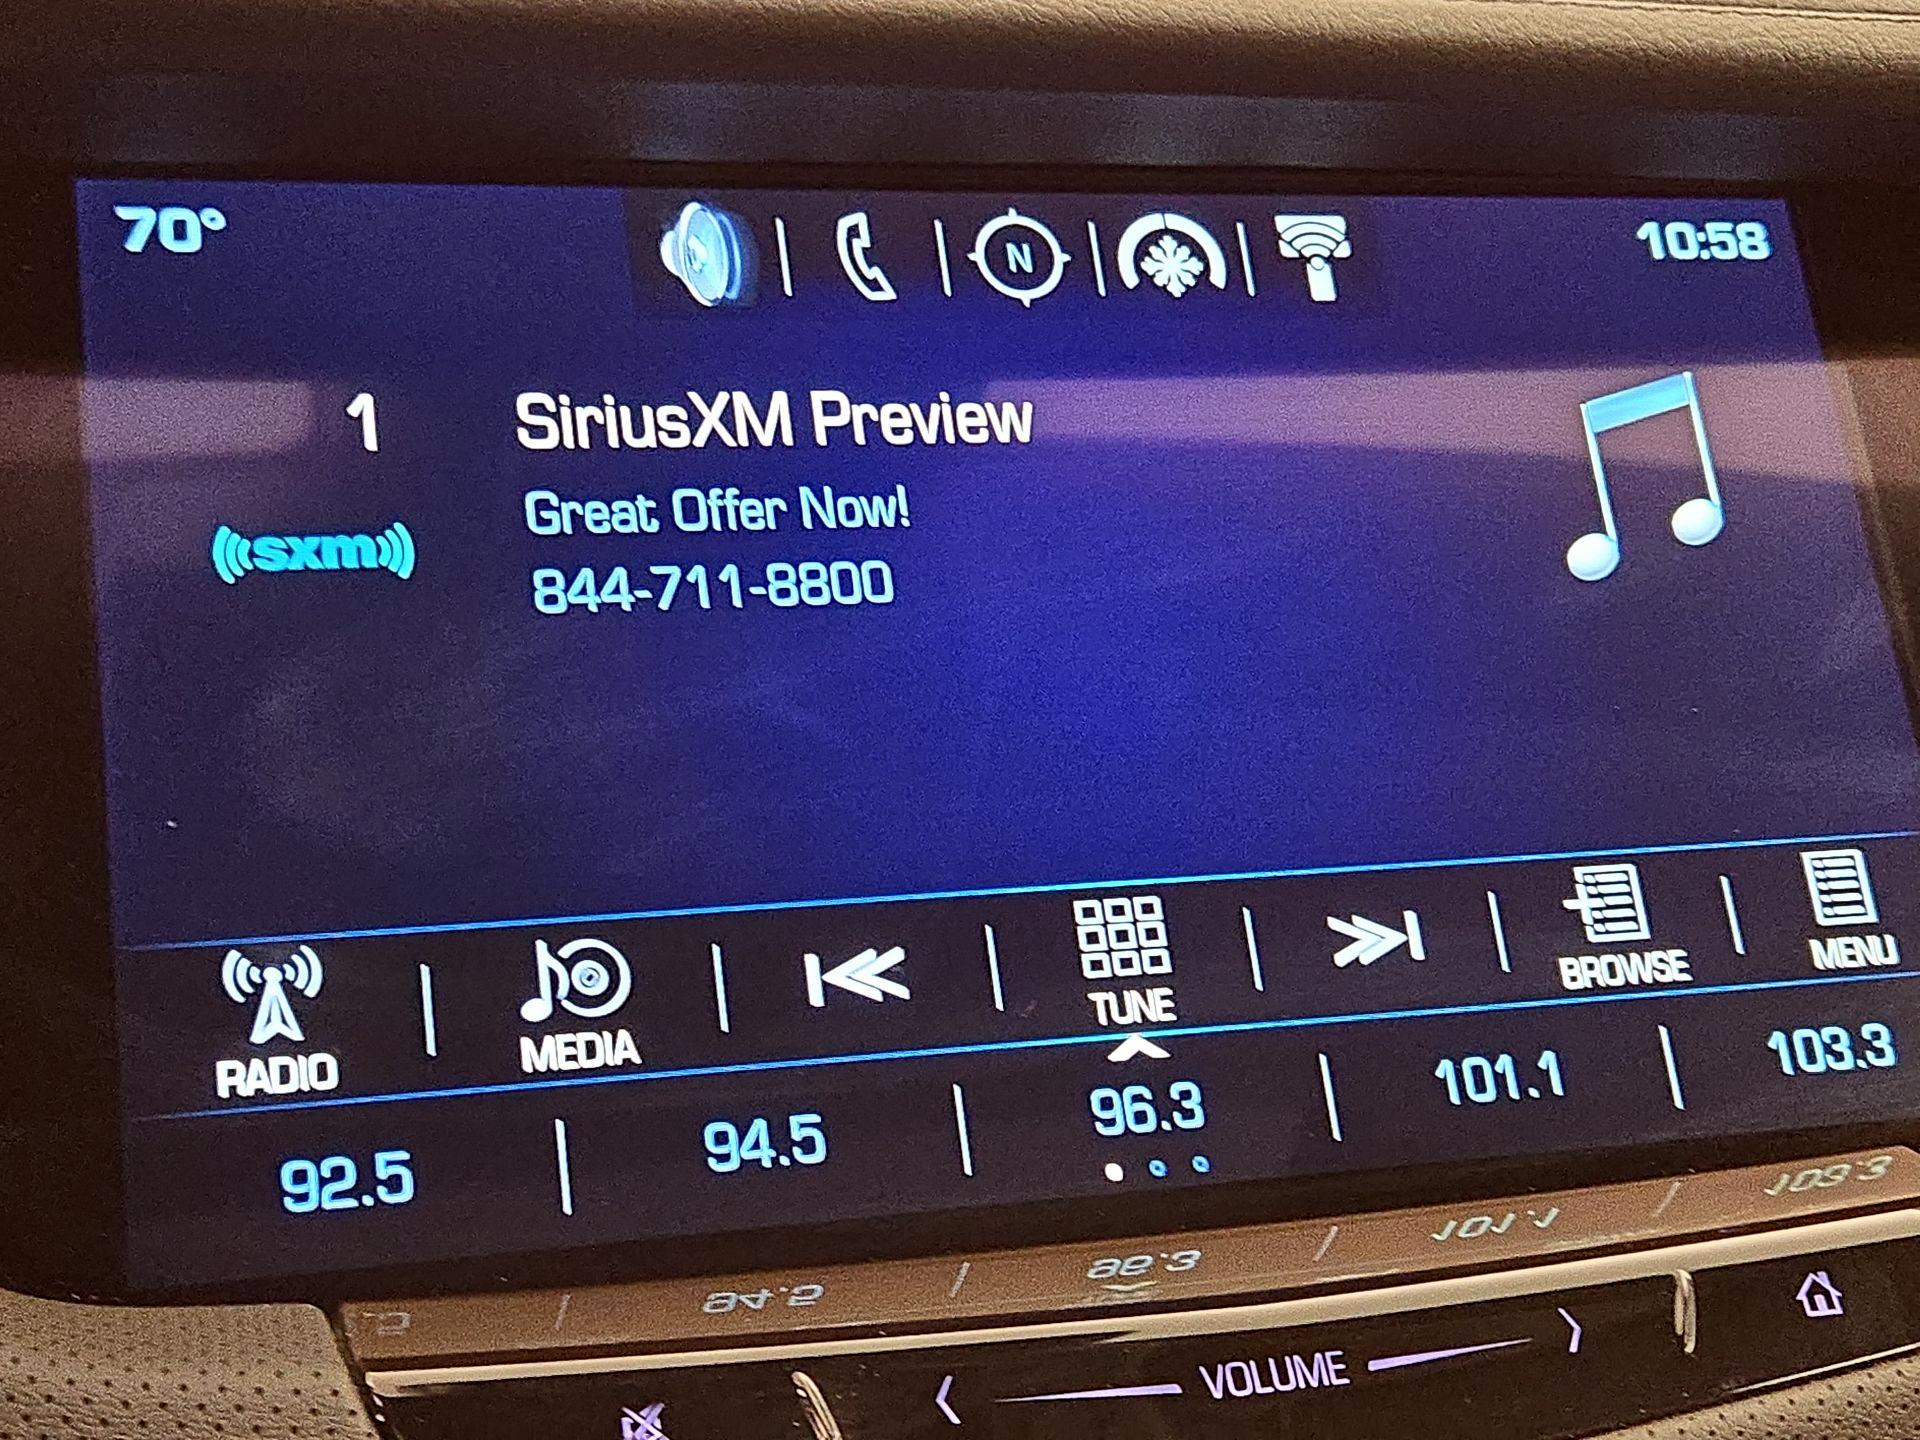 70° N 10:58
1 SiriusXM Preview
Great Offer Now!
((sxm))
844-711-8800
RADIO MEDIA TUNE BROWSE MENU
92.5 94.5 96.3 101.1 103.3
VOLUME